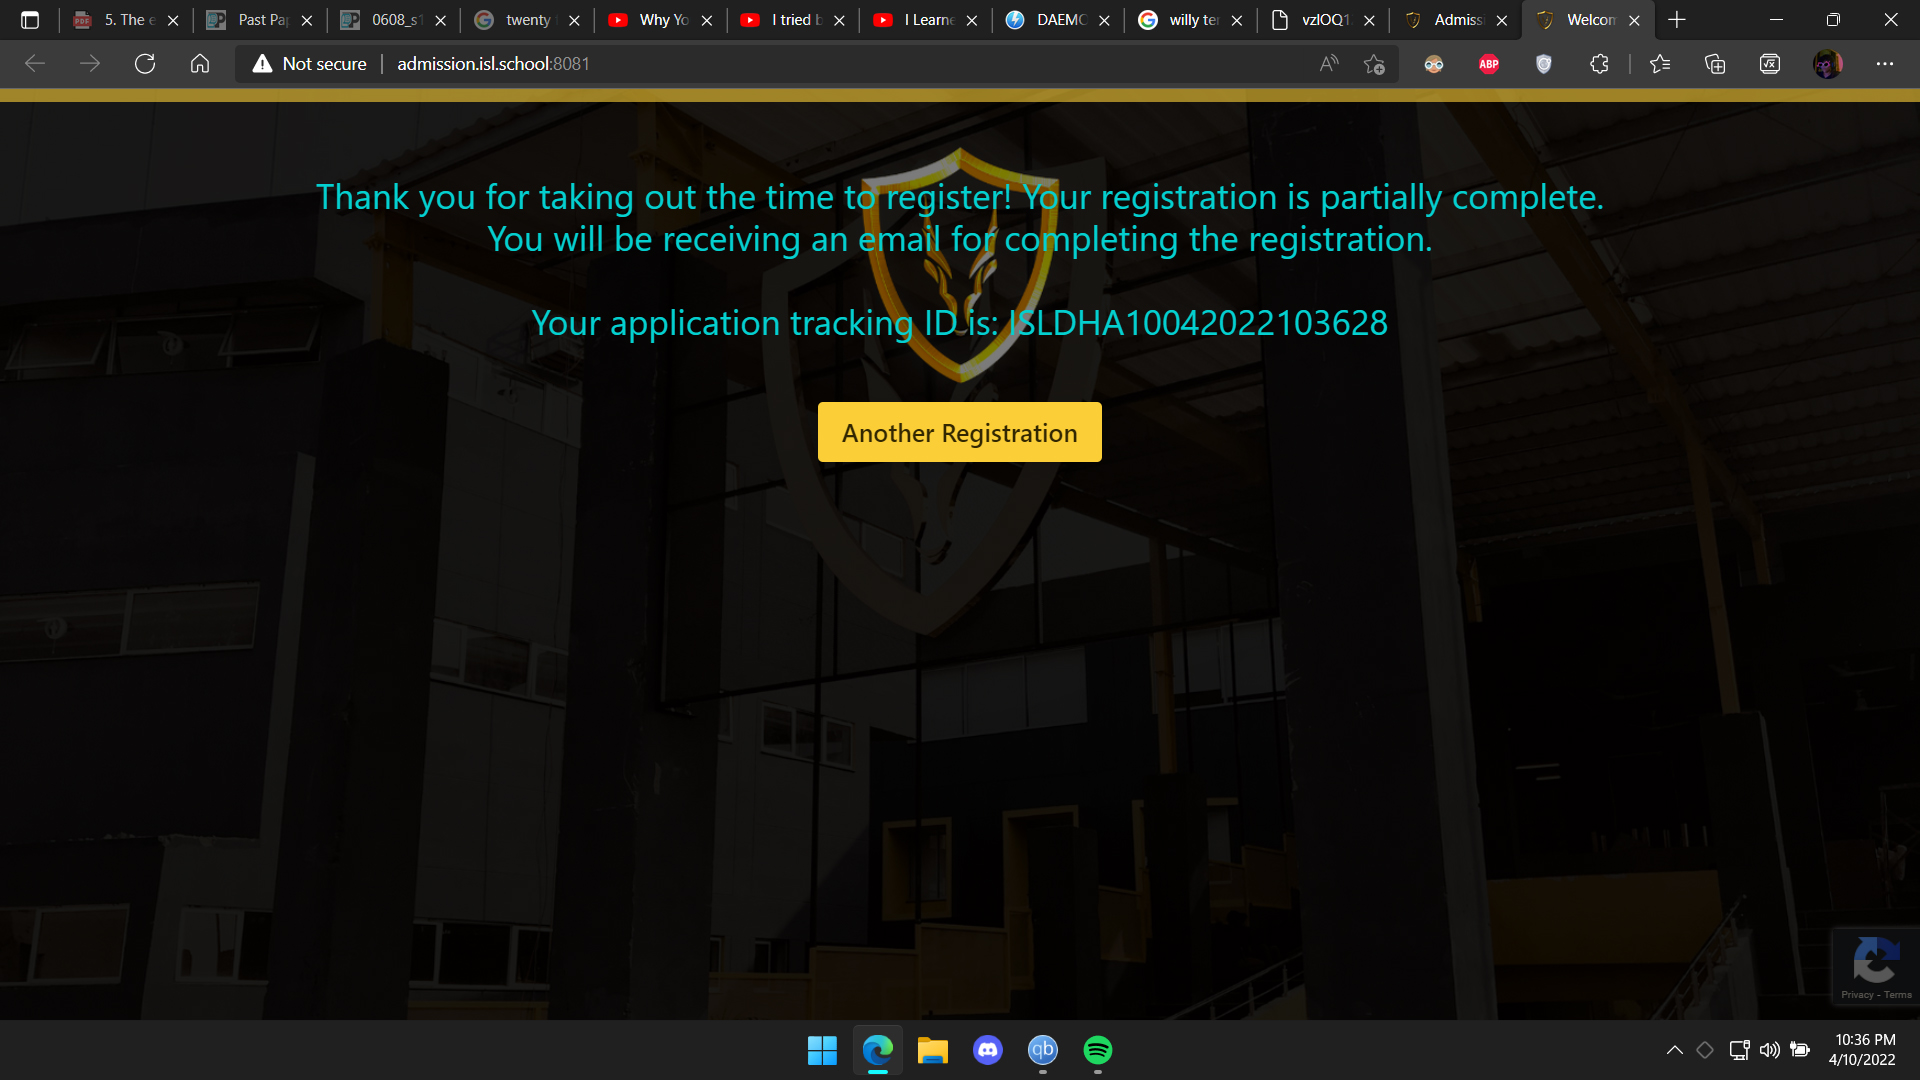 5. The e
Past Pap
0608_s1
twenty
Why Yo
I tried b
I Learne
DAEMC
willy ter
vzlOQ1
Admiss
Welcom
Not secure
admission.isl.school:8081
ABP
Thank you for taking out the time to register! Your registration is partially complete.
You will be receiving an email for completing the registration.
Your application tracking ID is: ISLDHA10042022103628
Another Registration
Privacy - Terms
qb
10:36 PM
4/10/2022